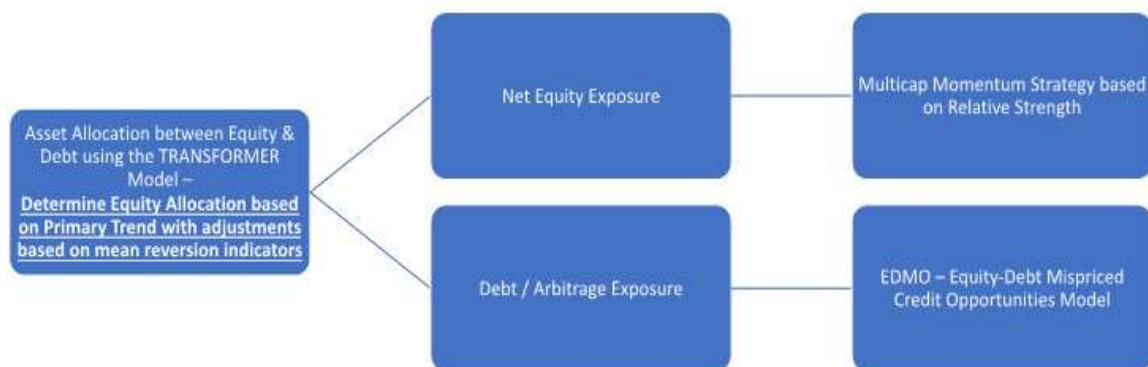 Asset Allocation between Equity &
Debt using the TRANSFORMER
Model –
Determine Equity Allocation based
on Primary Trend with adjustments
based on mean reversion indicators
Net Equity Exposure
Multicap Momentum Strategy based
on Relative Strength
Debt / Arbitrage Exposure
EDMO – Equity-Debt Mispriced
Credit Opportunities Model